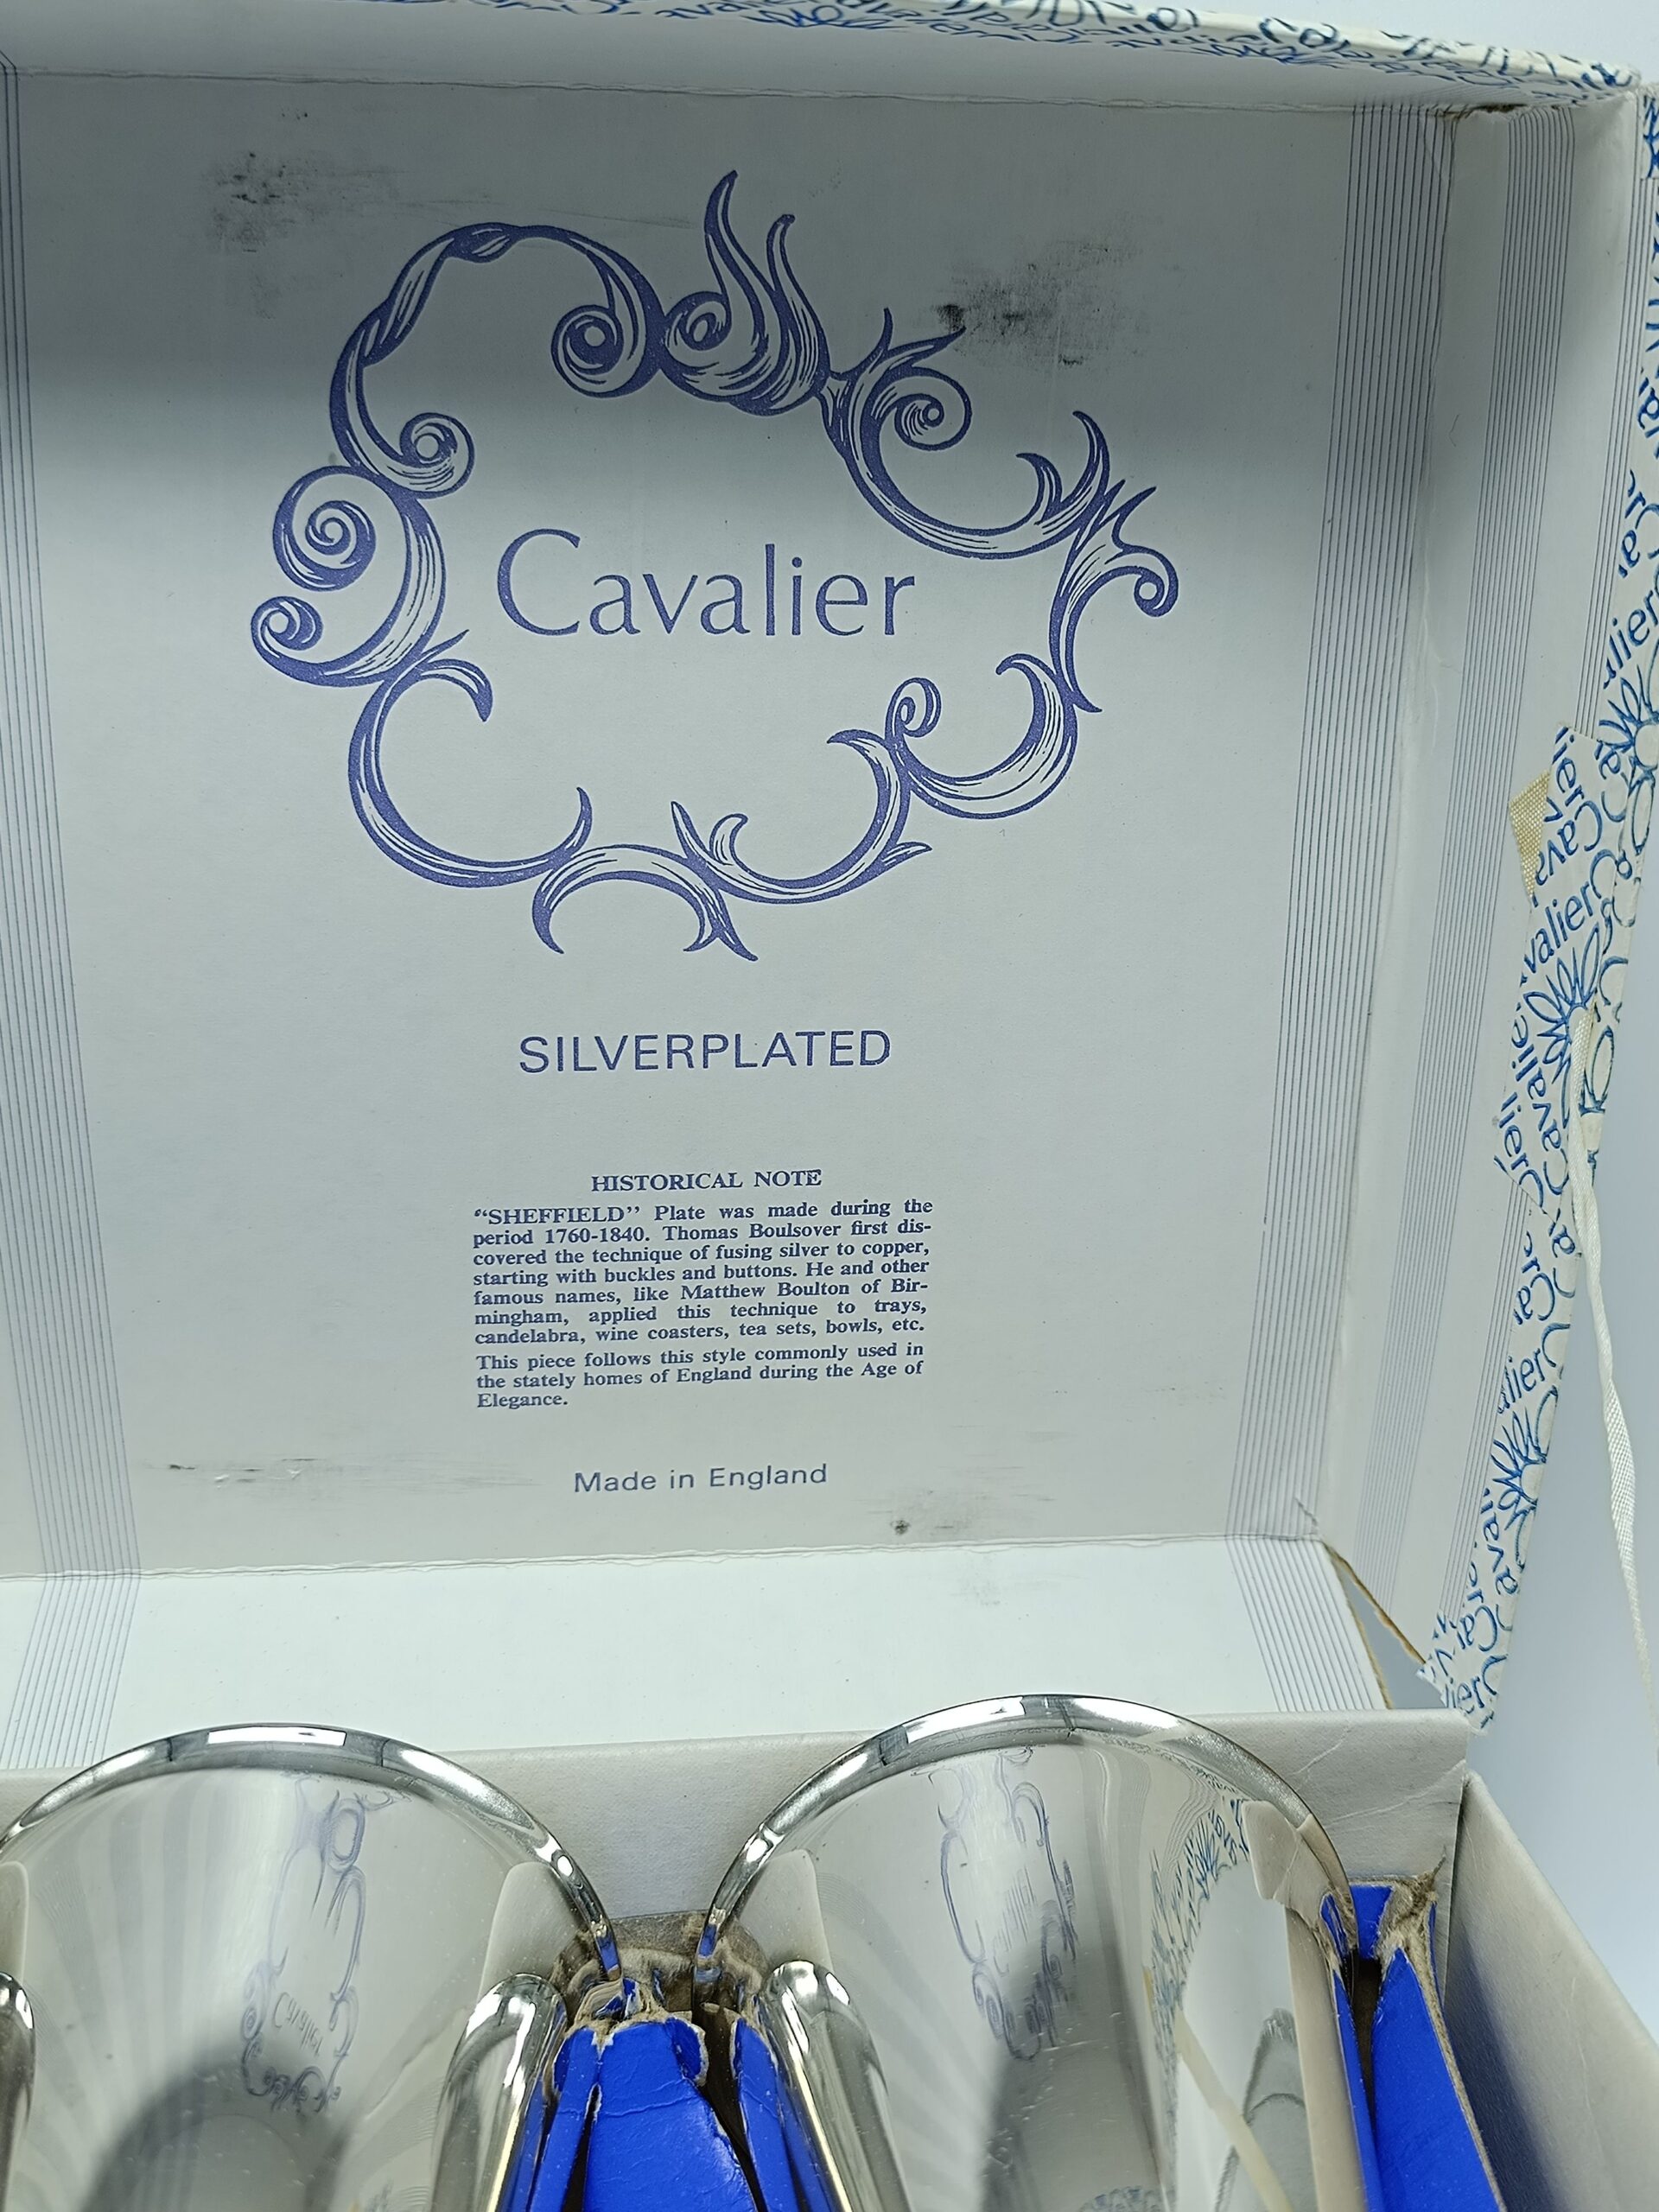 Cavalier
SILVERPLATED
HISTORICAL NOTE
“SHEFFIELD” Plate was made during the
period 1760-1840. Thomas Boulsover first dis-
covered the technique of fusing silver to copper,
starting with buckles and buttons. He and other
famous names, like Matthew Boulton of Bir-
mingham, applied this technique to trays,
candelabra, wine coasters, tea sets, bowls, etc.
This piece follows this style commonly used in
the stately homes of England during the Age of
Elegance.
Made in England